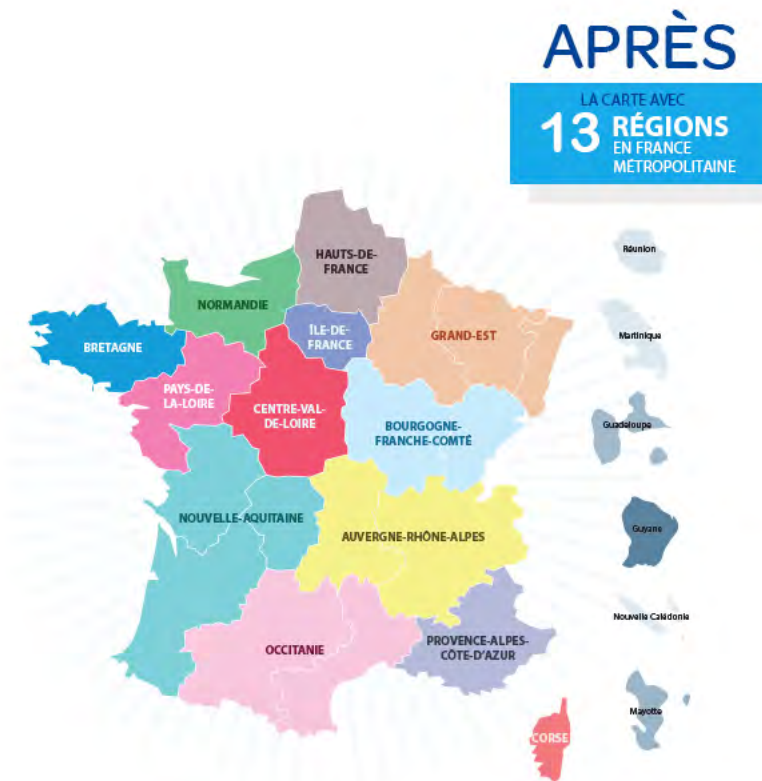 APRÈS
LA CARTE AVEC
13 RÉGIONS
EN FRANCE
MÉTROPOLITAINE
HAUTS-DE-
FRANCE
NORMANDIE
ÎLE-DE-
FRANCE
GRAND-EST
BRETAGNE
PAYS-DE-
LA-LOIRE
CENTRE-VAL-
DE-LOIRE
BOURGOGNE-
FRANCHE-COMTÉ
NOUVELLE-AQUITAINE
AUVERGNE-RHÔNE-ALPES
OCCITANIE
PROVENCE-ALPES-
CÔTE-D'AZUR
CORSE
Réunion
Martinique
Guadeloupe
Guyane
Nouvelle Calédonie
Mayotte